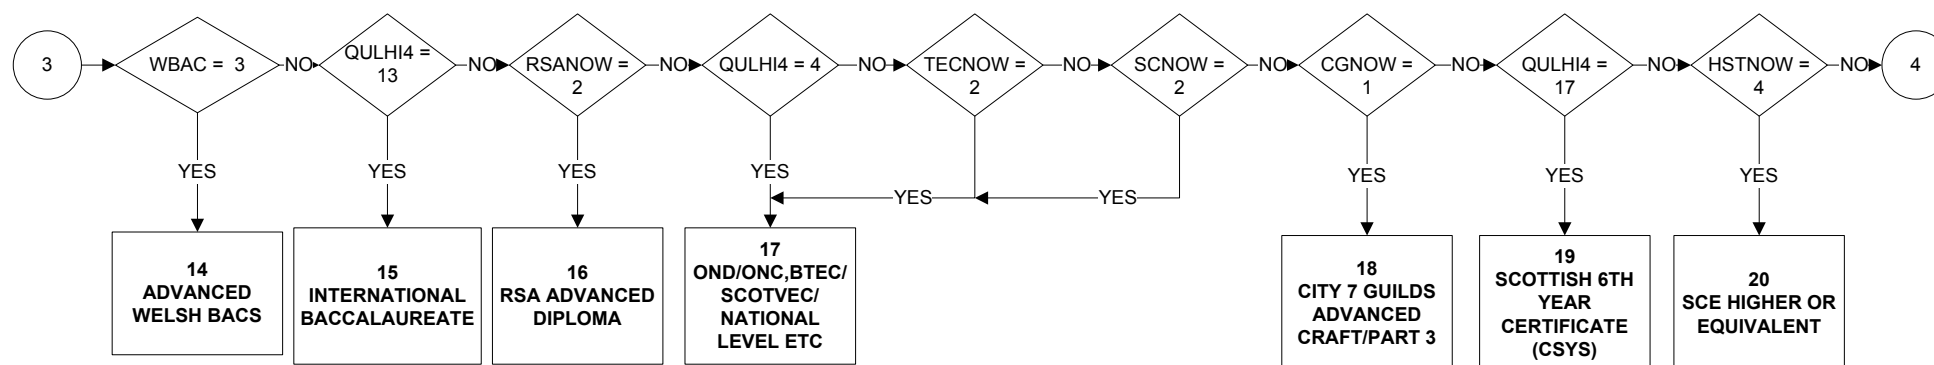 3
WBAC = 3
NO
QULHI4 =
13
NO
RSANOW =
2
NO
QULHI4 = 4
NO
TECNOW =
2
NO
SCNOW =
2
NO
CGNOW =
1
NO
QULHI4 =
17
NO
HSTNOW =
4
NO
4
YES
YES
YES
YES
YES
YES
YES
YES
YES
14
ADVANCED
WELSH BACS
15
INTERNATIONAL
BACCALAUREATE
16
RSA ADVANCED
DIPLOMA
17
OND/ONC,BTEC/
SCOTVEC/
NATIONAL
LEVEL ETC
18
CITY 7 GUILDS
ADVANCED
CRAFT/PART 3
19
SCOTTISH 6TH
YEAR
CERTIFICATE
(CSYS)
20
SCE HIGHER OR
EQUIVALENT